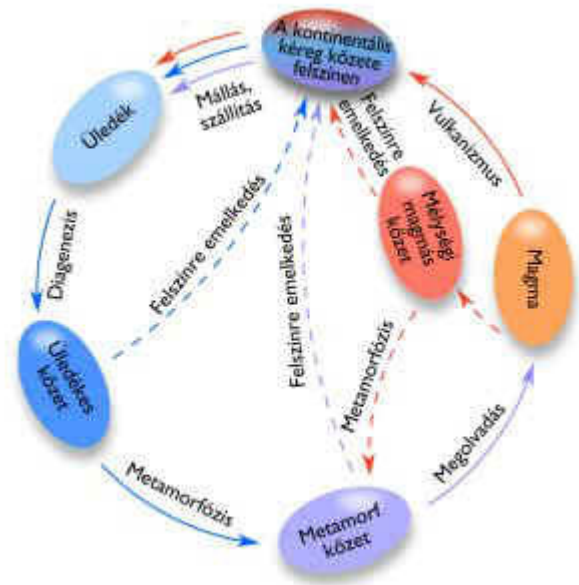 A kontinentális
kéreg kőzete
felszínen
Mállás,
szállítás
Üledék
Diagenezis
Üledékes
kőzet
Felszínre emelkedés
Felszínre emelkedés
Felszínre
emelkedés
Vulkanizmus
Mélységi
magmás
kőzet
Magma
Metamorfózis
Megolvadás
Metamorfózis
Metamorf
kőzet